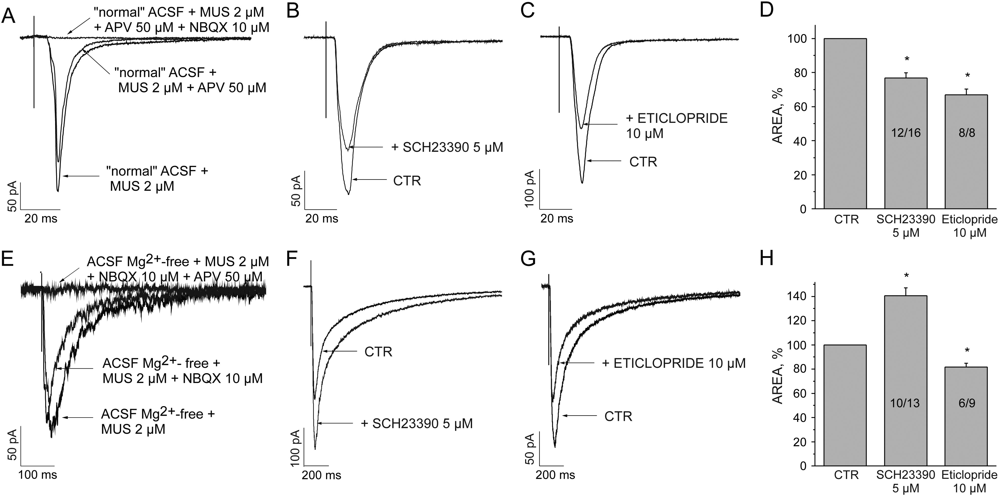 A
"normal" ACSF + MUS 2 µM
+ APV 50 µM + NBQX 10 µM
"normal" ACSF +
MUS 2 µM + APV 50 µM
"normal" ACSF +
MUS 2 µM
50 pA
20 ms
B
+ SCH23390 5 µM
CTR
50 pA
20 ms
C
+ ETICLOPRIDE
10 µM
CTR
100 pA
20 ms
D
AREA, %
100
80
60
40
20
0
*
*
12/16
8/8
CTR
SCH23390
5 µM
Eticlopride
10 µM
E
ACSF Mg2+-free + MUS 2 µM
+ NBQX 10 µM + APV 50 µM
ACSF Mg2+- free +
MUS 2 µM + NBQX 10 µM
ACSF Mg2+-free +
MUS 2 µM
50 pA
100 ms
F
CTR
+ SCH23390 5 µM
100 pA
200 ms
G
+ ETICLOPRIDE 10 µM
CTR
50 pA
200 ms
H
AREA, %
140
120
100
80
60
40
20
0
*
*
10/13
6/9
CTR
SCH23390
5 µM
Eticlopride
10 µM